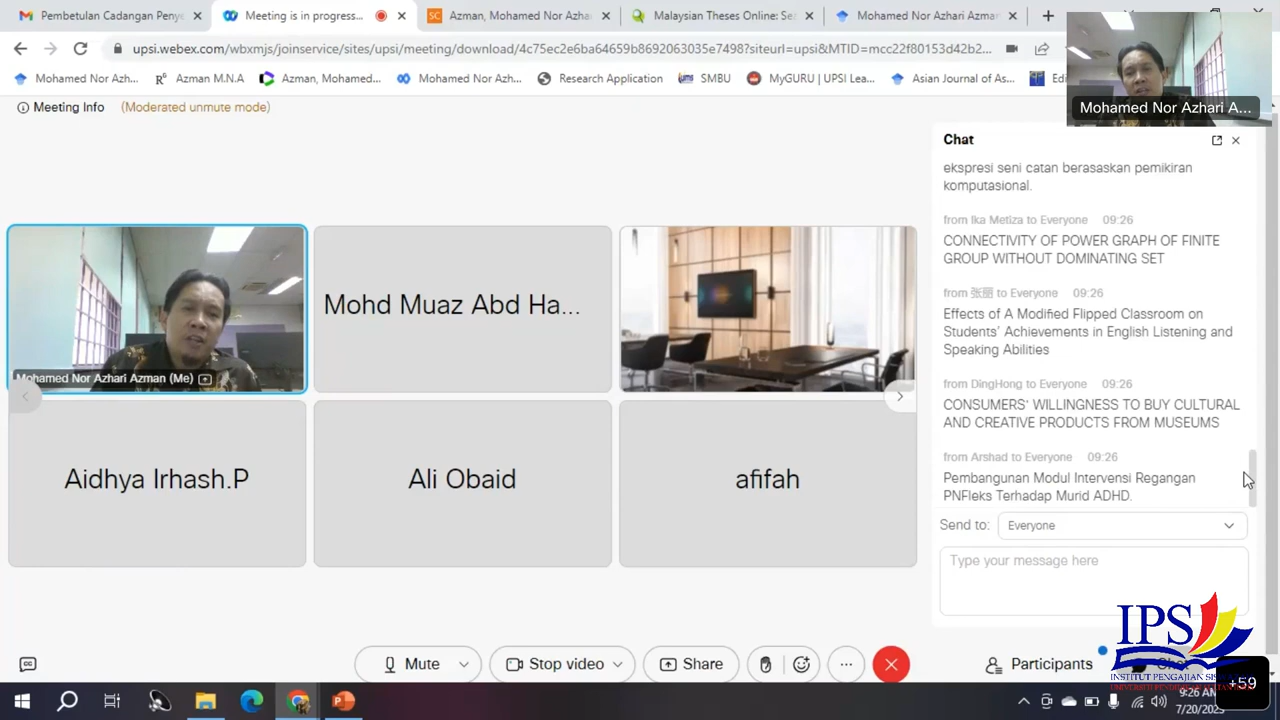 Pembetulan Cadangan Penye
Meeting is in progress...
Azman, Mohamed Nor Azha
Malaysian Theses Online: Se
Mohamed Nor Azhari Azman
upsi.webex.com/wbxmjs/joinservice/sites/upsi/meeting/download/4c75ec2e6ba64659b8692063035e7498?siteurl=upsi&MTID=mcc22f80153d42b2...
Mohamed Nor Azh...
Azman M.N.A
Azman, Mohamed...
Mohamed Nor Azh...
Research Application
SMBU
MyGURU | UPSI Lea...
Asian Journal of As...
Mohamed Nor Azhari A...
Meeting Info
(Moderated unmute mode)
Mohamed Nor Azhari Azman (Me)
Mohd Muaz Abd Ha...
Aidhya Irhash.P
Ali Obaid
afifah
Chat
ekspresi seni catan berasaskan pemikiran
komputasional.
from Ika Metiza to Everyone 09:26
CONNECTIVITY OF POWER GRAPH OF FINITE
GROUP WITHOUT DOMINATING SET
from 张丽 to Everyone 09:26
Effects of A Modified Flipped Classroom on
Students' Achievements in English Listening and
Speaking Abilities
from DingHong to Everyone 09:26
CONSUMERS' WILLINGNESS TO BUY CULTURAL
AND CREATIVE PRODUCTS FROM MUSEUMS
from Arshad to Everyone 09:26
Pembangunan Modul Intervensi Regangan
PNFleks Terhadap Murid ADHD.
Send to:
Everyone
Type your message here
Mute
Stop video
Share
Participants
IPS
+59
9:26 AM